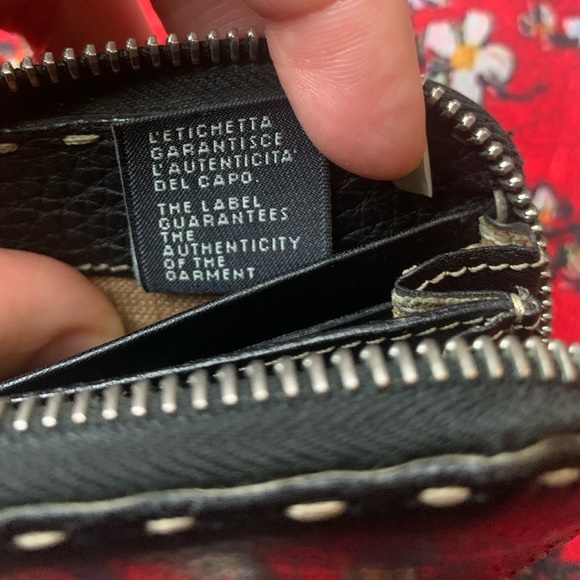 L'ETICHETTA
GARANTISCE
L'AUTENTICITA'
DEL CAPO.
THE LABEL
GUARANTEES
THE
AUTHENTICITY
OF THE
GARMENT